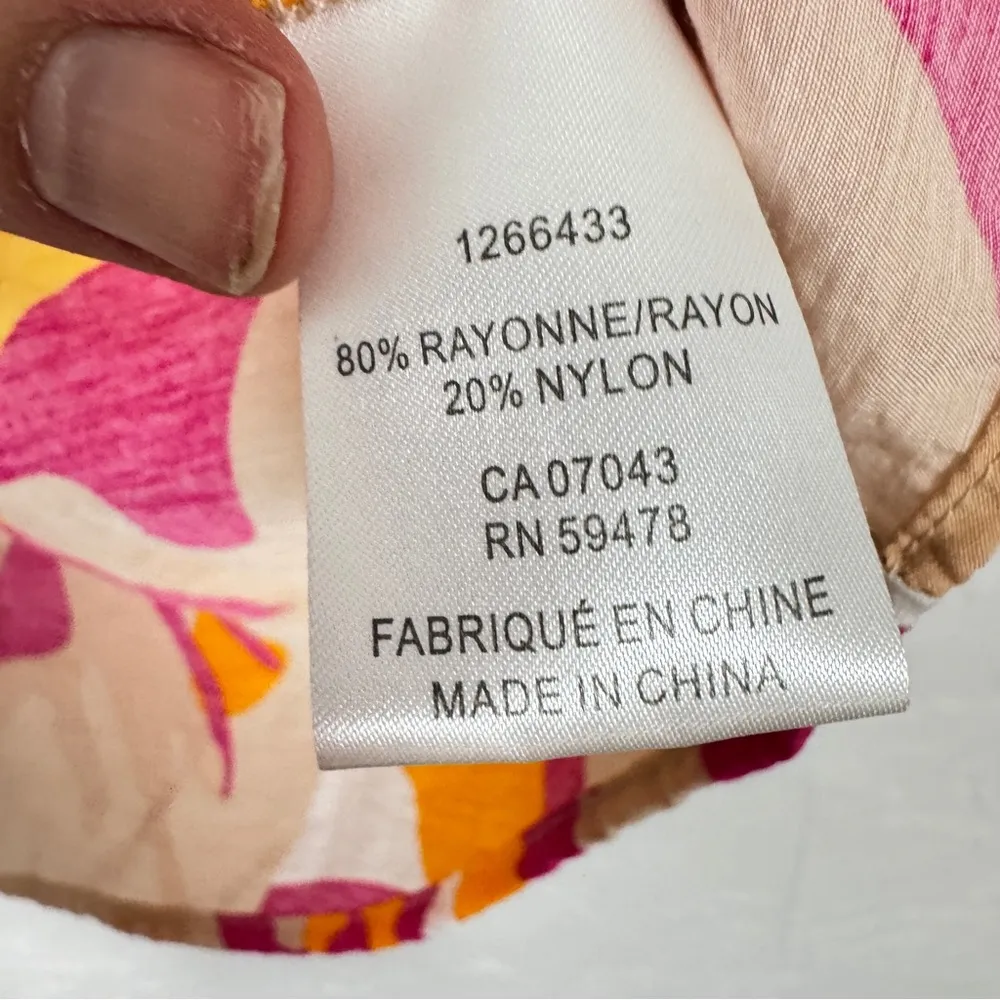 1266433
80% RAYONNE/RAYON
20% NYLON
CA 07043
RN 59478
FABRIQUÉ EN CHINE
MADE IN CHINA